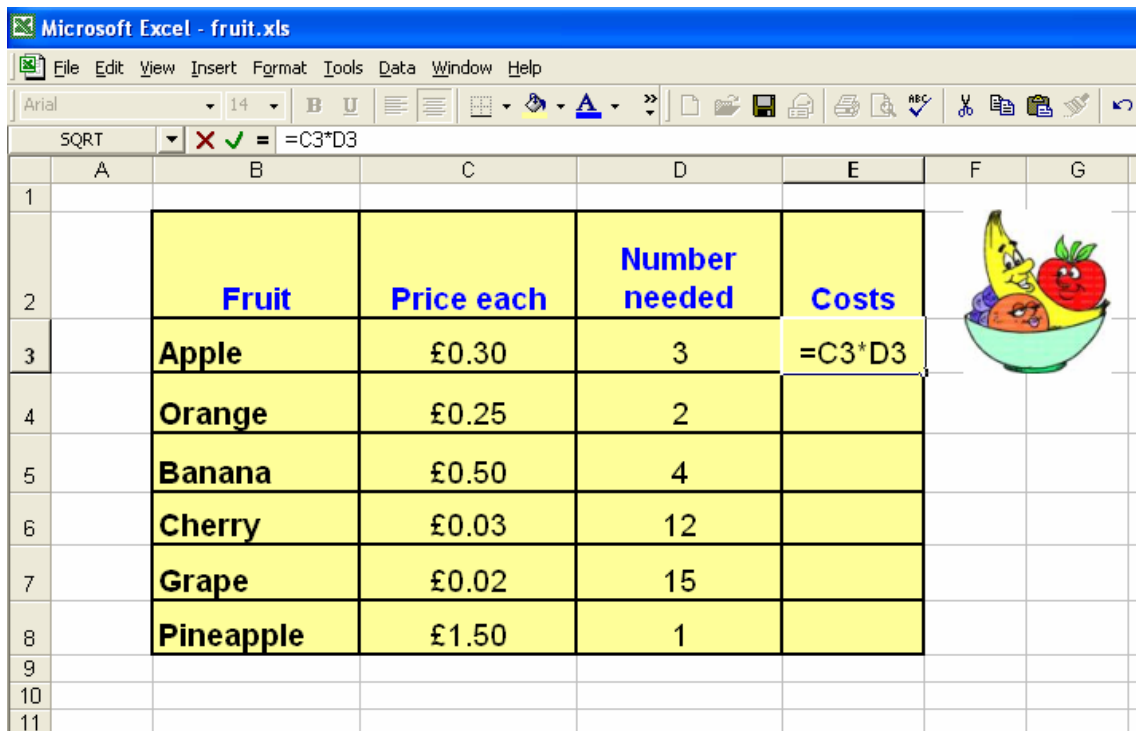 Microsoft Excel - fruit.xls
File Edit View Insert Format Tools Data Window Help
Arial 14 B U A » ABC
SQRT = =C3*D3
A B C D E F G
1
2 Fruit Price each Number needed Costs
3 Apple £0.30 3 =C3*D3
4 Orange £0.25 2
5 Banana £0.50 4
6 Cherry £0.03 12
7 Grape £0.02 15
8 Pineapple £1.50 1
9
10
11